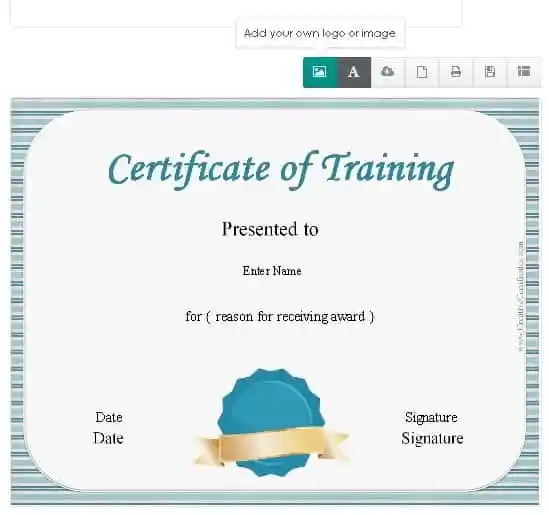 Add your own logo or image
A
Certificate of Training
Presented to
Enter Name
for ( reason for receiving award )
www.CreativeCertificates.com
Date
Signature
Date
Signature